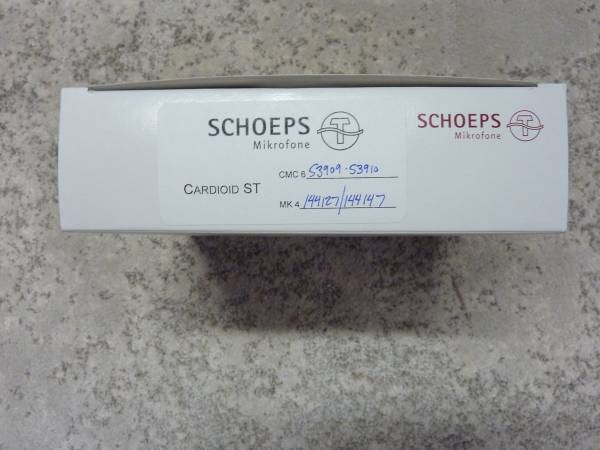 SCHOEPS
Mikrofone
CARDIOID ST
CMC 6 53909-53910
MK 4 144127/144147
SCHOEPS
Mikrofone